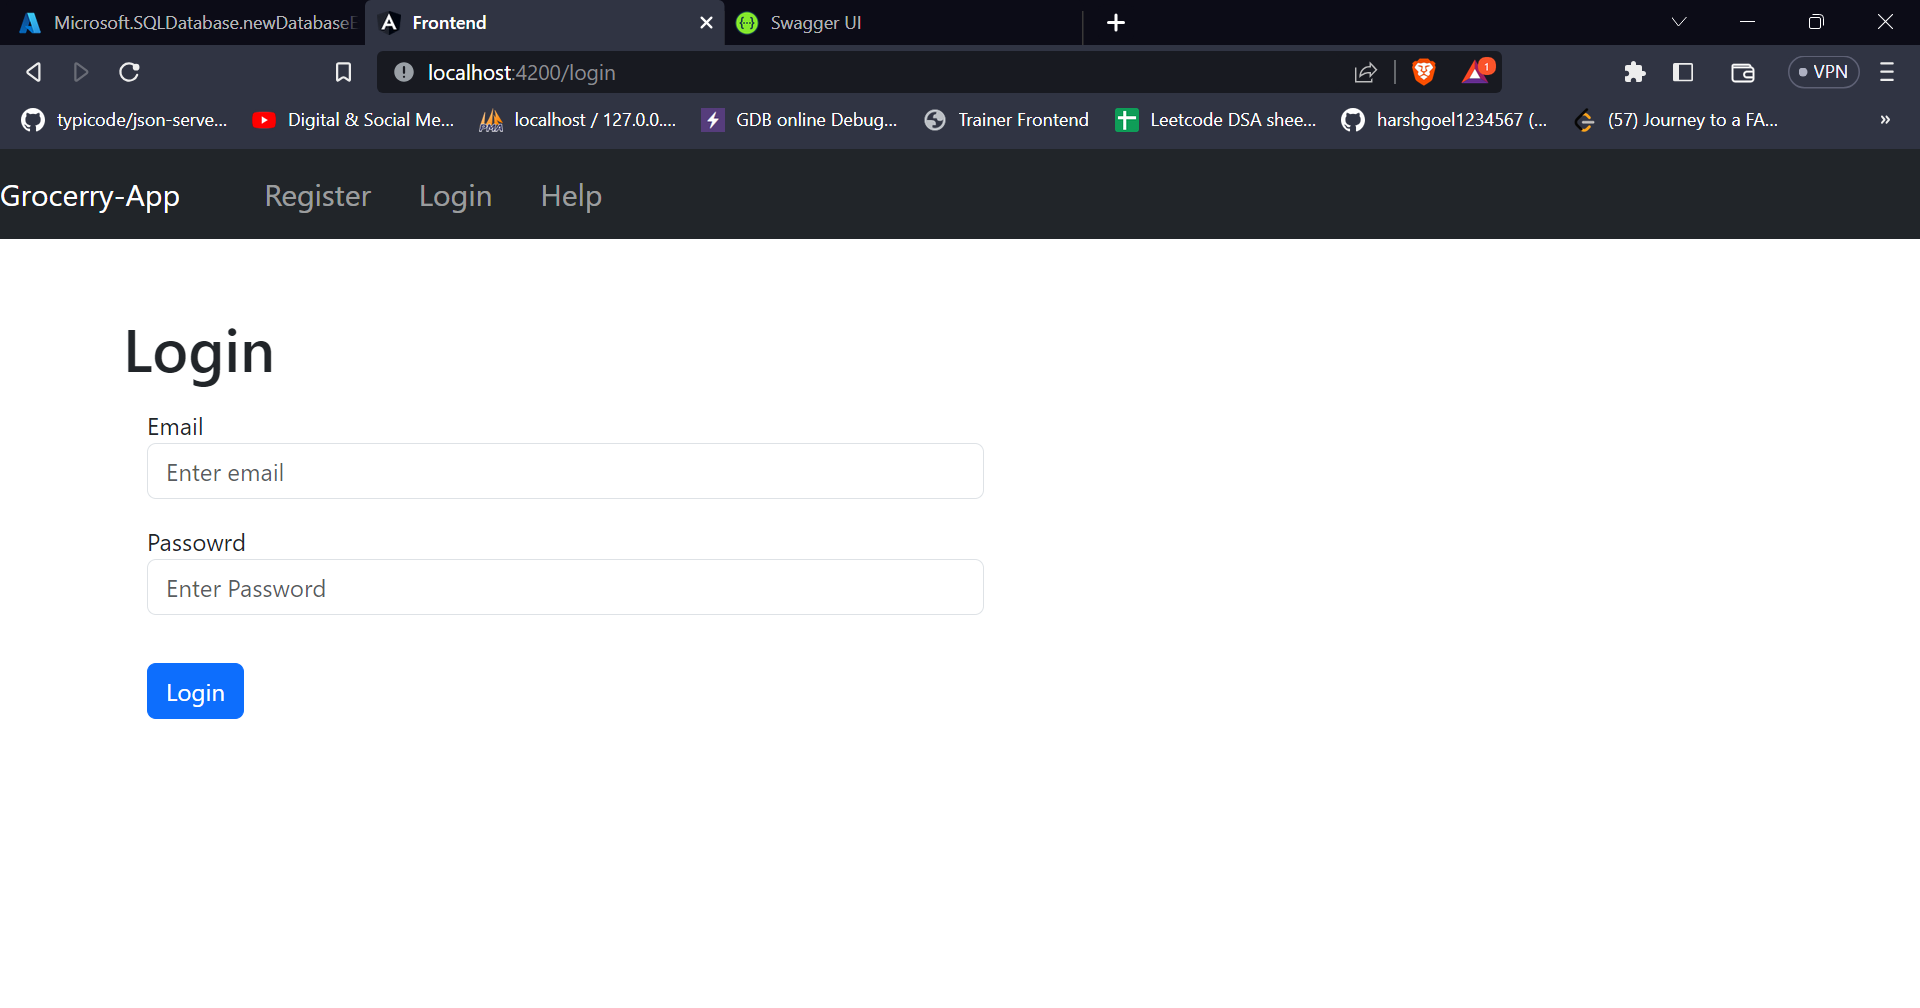 Microsoft.SQLDatabase.newDatabaseE
Frontend
Swagger UI
localhost:4200/login
1
VPN
typicode/json-serve...
Digital & Social Me...
localhost / 127.0.0....
GDB online Debug...
Trainer Frontend
Leetcode DSA shee...
harshgoel1234567 (...
(57) Journey to a FA...
»
Grocerry-App Register Login Help
Login
Email
Enter email
Passowrd
Enter Password
Login